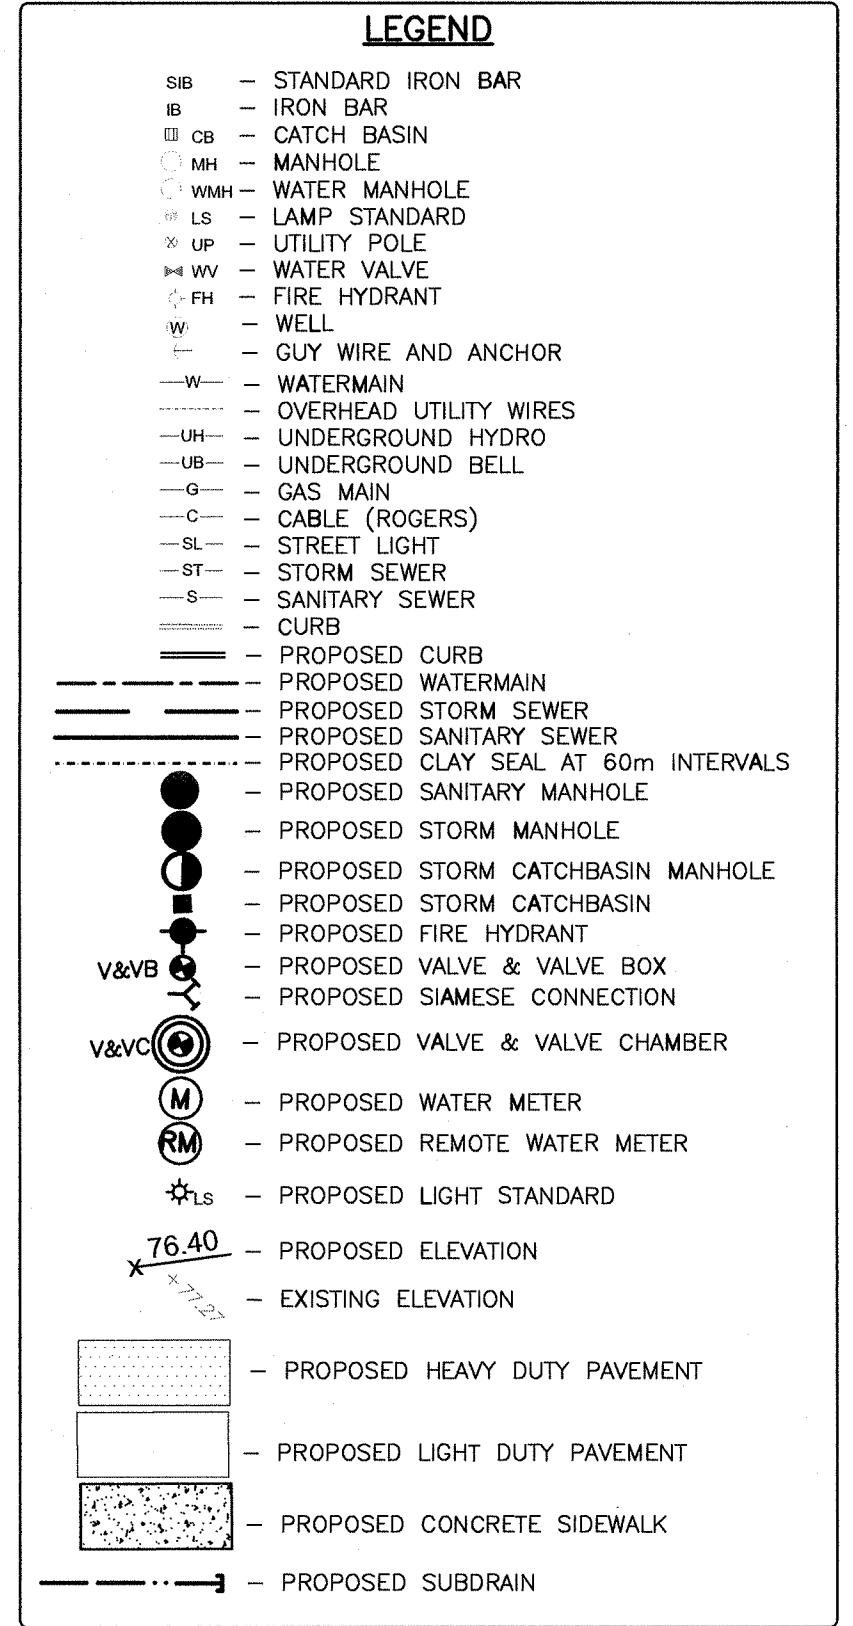 LEGEND
SIB – STANDARD IRON BAR
IB – IRON BAR
CB – CATCH BASIN
MH – MANHOLE
WMH – WATER MANHOLE
LS – LAMP STANDARD
UP – UTILITY POLE
WV – WATER VALVE
FH – FIRE HYDRANT
W – WELL
– GUY WIRE AND ANCHOR
W – WATERMAIN
– OVERHEAD UTILITY WIRES
UH – UNDERGROUND HYDRO
UB – UNDERGROUND BELL
G – GAS MAIN
C – CABLE (ROGERS)
SL – STREET LIGHT
ST – STORM SEWER
S – SANITARY SEWER
– CURB
– PROPOSED CURB
– PROPOSED WATERMAIN
– PROPOSED STORM SEWER
– PROPOSED SANITARY SEWER
– PROPOSED CLAY SEAL AT 60m INTERVALS
– PROPOSED SANITARY MANHOLE
– PROPOSED STORM MANHOLE
– PROPOSED STORM CATCHBASIN MANHOLE
– PROPOSED STORM CATCHBASIN
– PROPOSED FIRE HYDRANT
V&VB – PROPOSED VALVE & VALVE BOX
– PROPOSED SIAMESE CONNECTION
V&VC – PROPOSED VALVE & VALVE CHAMBER
M – PROPOSED WATER METER
RM – PROPOSED REMOTE WATER METER
LS – PROPOSED LIGHT STANDARD
76.40 – PROPOSED ELEVATION
77.27 – EXISTING ELEVATION
– PROPOSED HEAVY DUTY PAVEMENT
– PROPOSED LIGHT DUTY PAVEMENT
– PROPOSED CONCRETE SIDEWALK
– PROPOSED SUBDRAIN